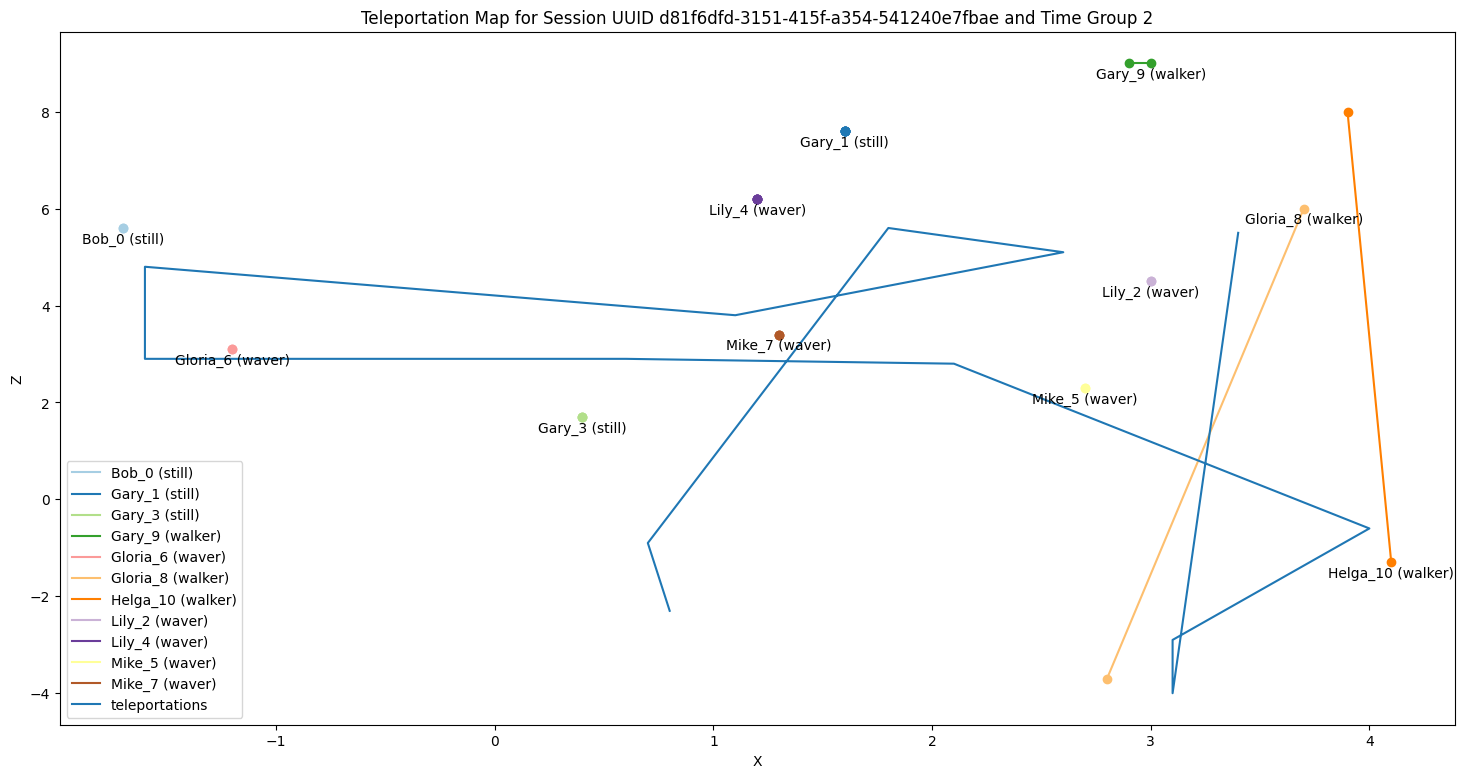 Teleportation Map for Session UUID d81f6dfd-3151-415f-a354-541240e7fbae and Time Group 2
Gary_9 (walker)
8
Gary_1 (still)
6
Lily_4 (waver)
Gloria_8 (walker)
Bob_0 (still)
Lily_2 (waver)
4
Mike_7 (waver)
Gloria_6 (waver)
Z
2
Mike_5 (waver)
Gary_3 (still)
0
Helga_10 (walker)
−2
−4
Bob_0 (still)
Gary_1 (still)
Gary_3 (still)
Gary_9 (walker)
Gloria_6 (waver)
Gloria_8 (walker)
Helga_10 (walker)
Lily_2 (waver)
Lily_4 (waver)
Mike_5 (waver)
Mike_7 (waver)
teleportations
−1 0 1 2 3 4
X